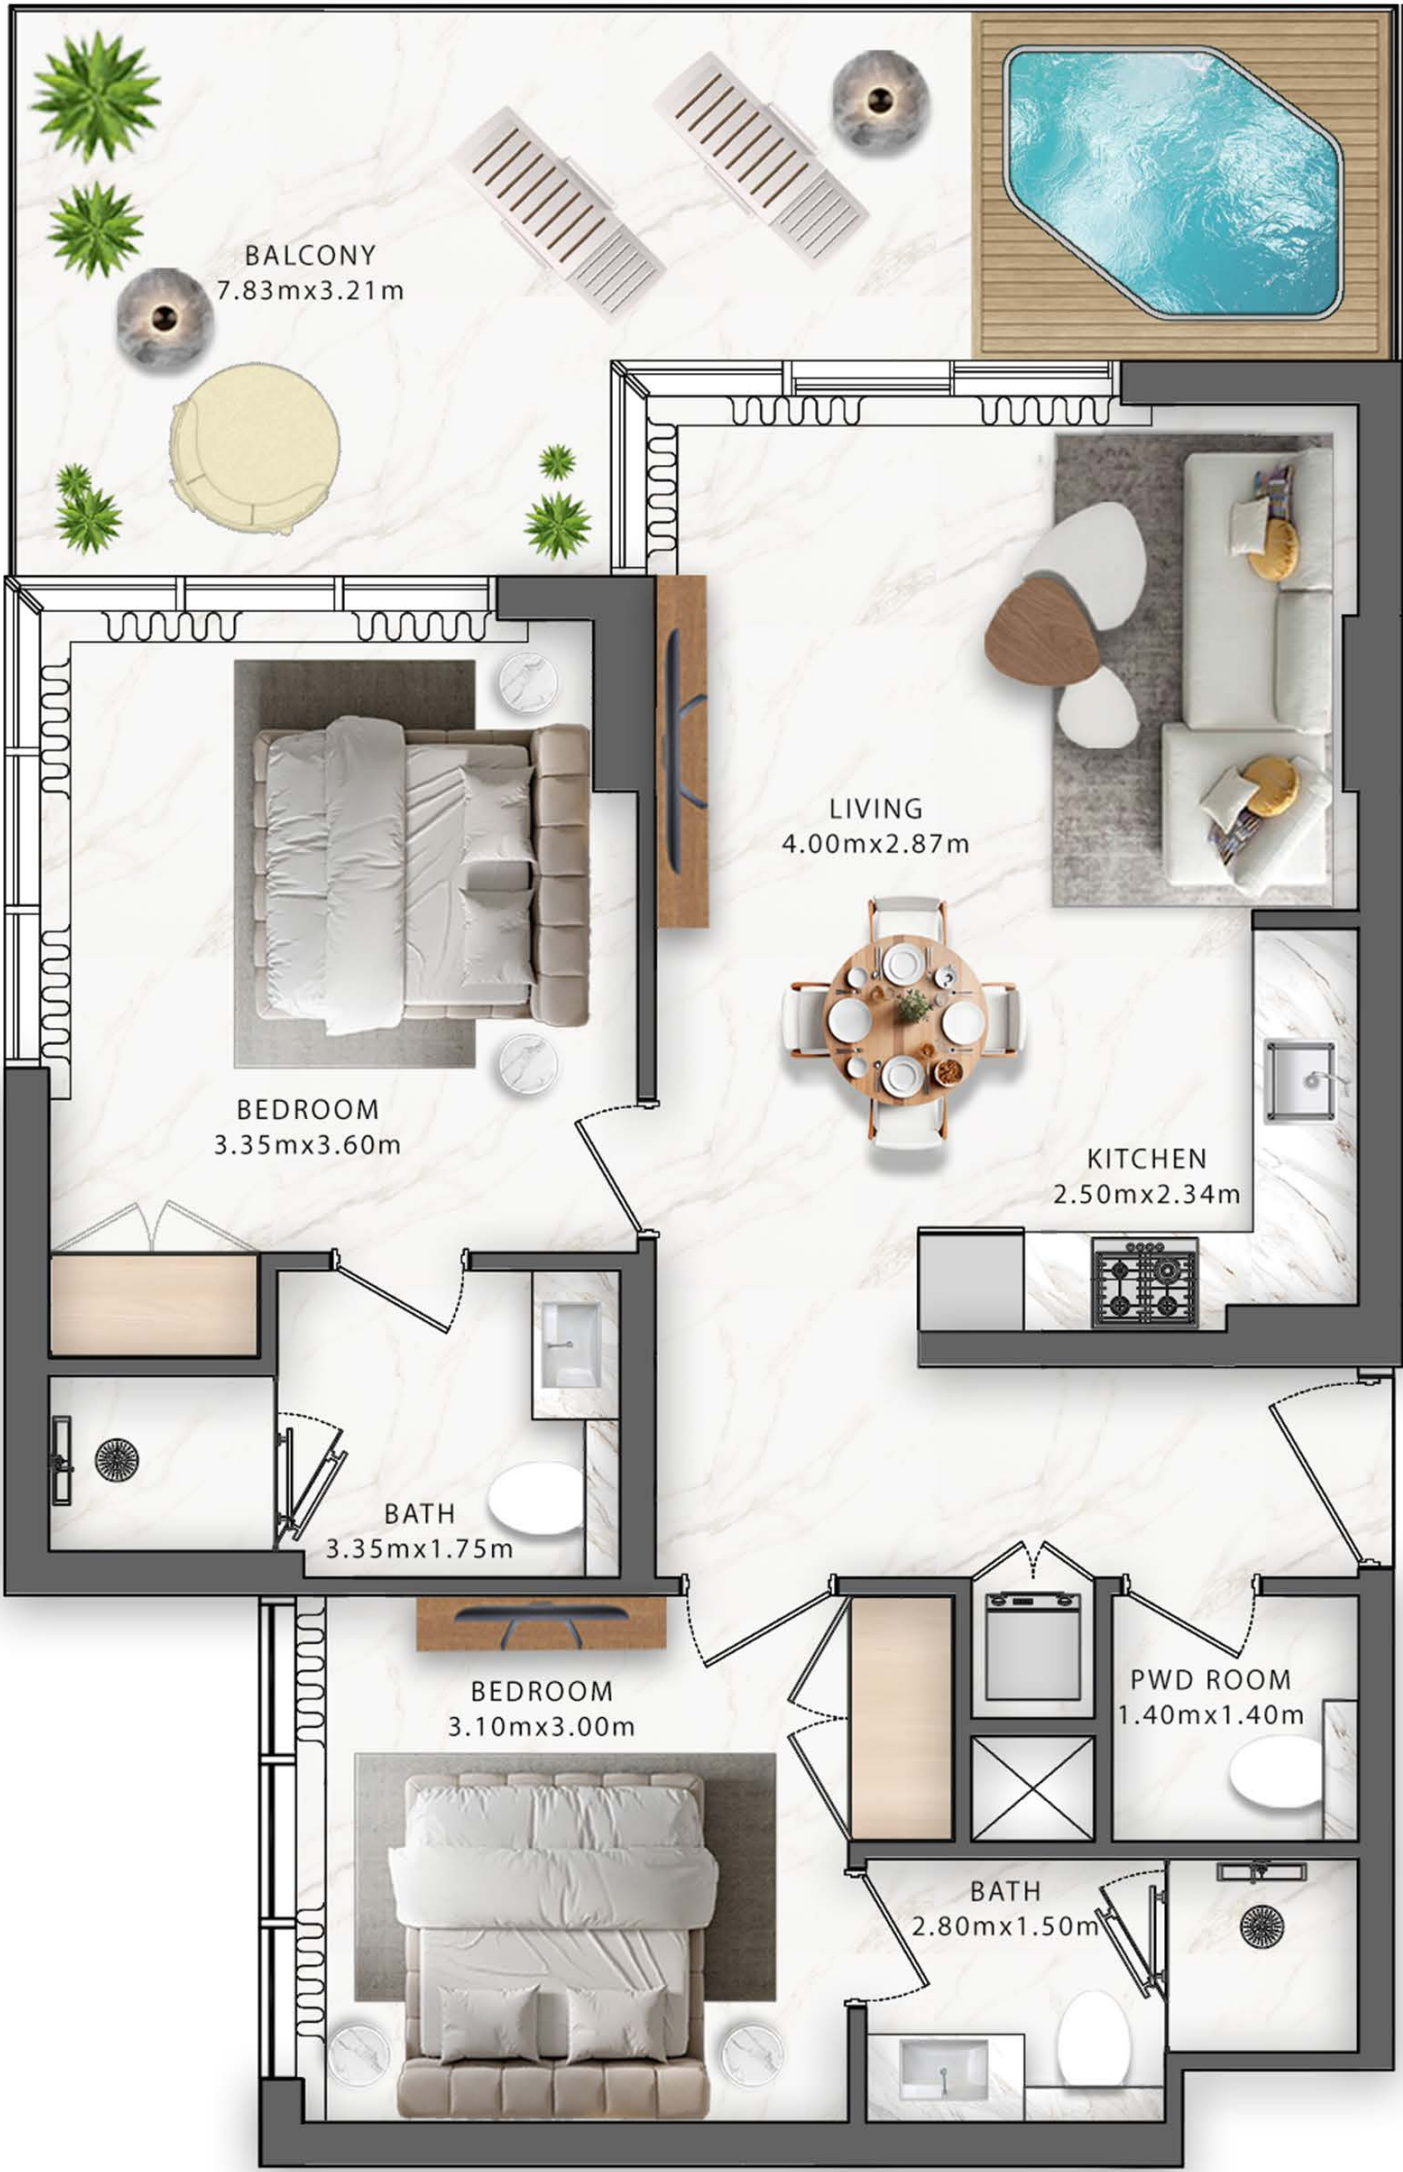 BALCONY
7.83mx3.21m
LIVING
4.00mx2.87m
BEDROOM
3.35mx3.60m
KITCHEN
2.50mx2.34m
BATH
3.35mx1.75m
BEDROOM
3.10mx3.00m
PWD ROOM
1.40mx1.40m
BATH
2.80mx1.50m